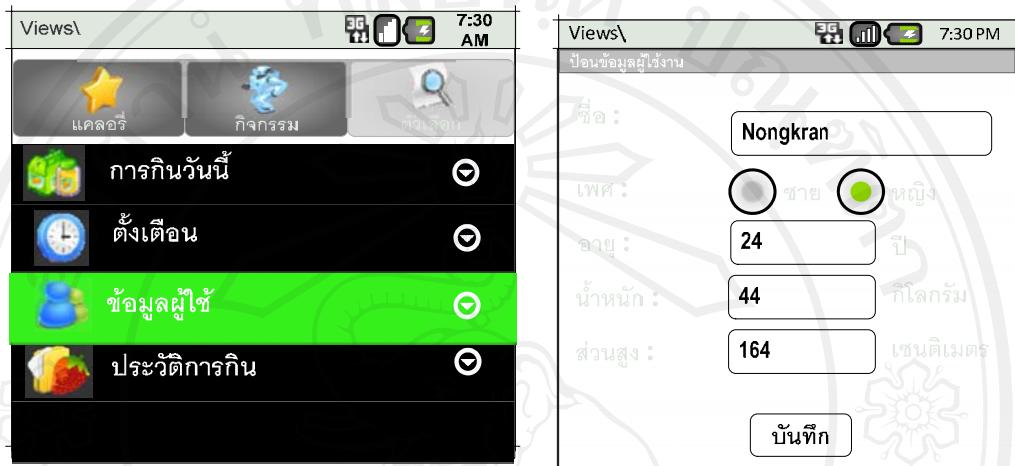 Views\
3G
7:30 AM
แคลอรี่
กิจกรรม
ตัวเลือก
การกินวันนี้
ตั้งเตือน
ข้อมูลผู้ใช้
ประวัติการกิน
Views\
3G
7:30 PM
ป้อนข้อมูลผู้ใช้งาน
ชื่อ : Nongkran
เพศ : ชาย หญิง
อายุ : 24 ปี
น้ำหนัก : 44 กิโลกรัม
ส่วนสูง : 164 เซนติเมตร
บันทึก